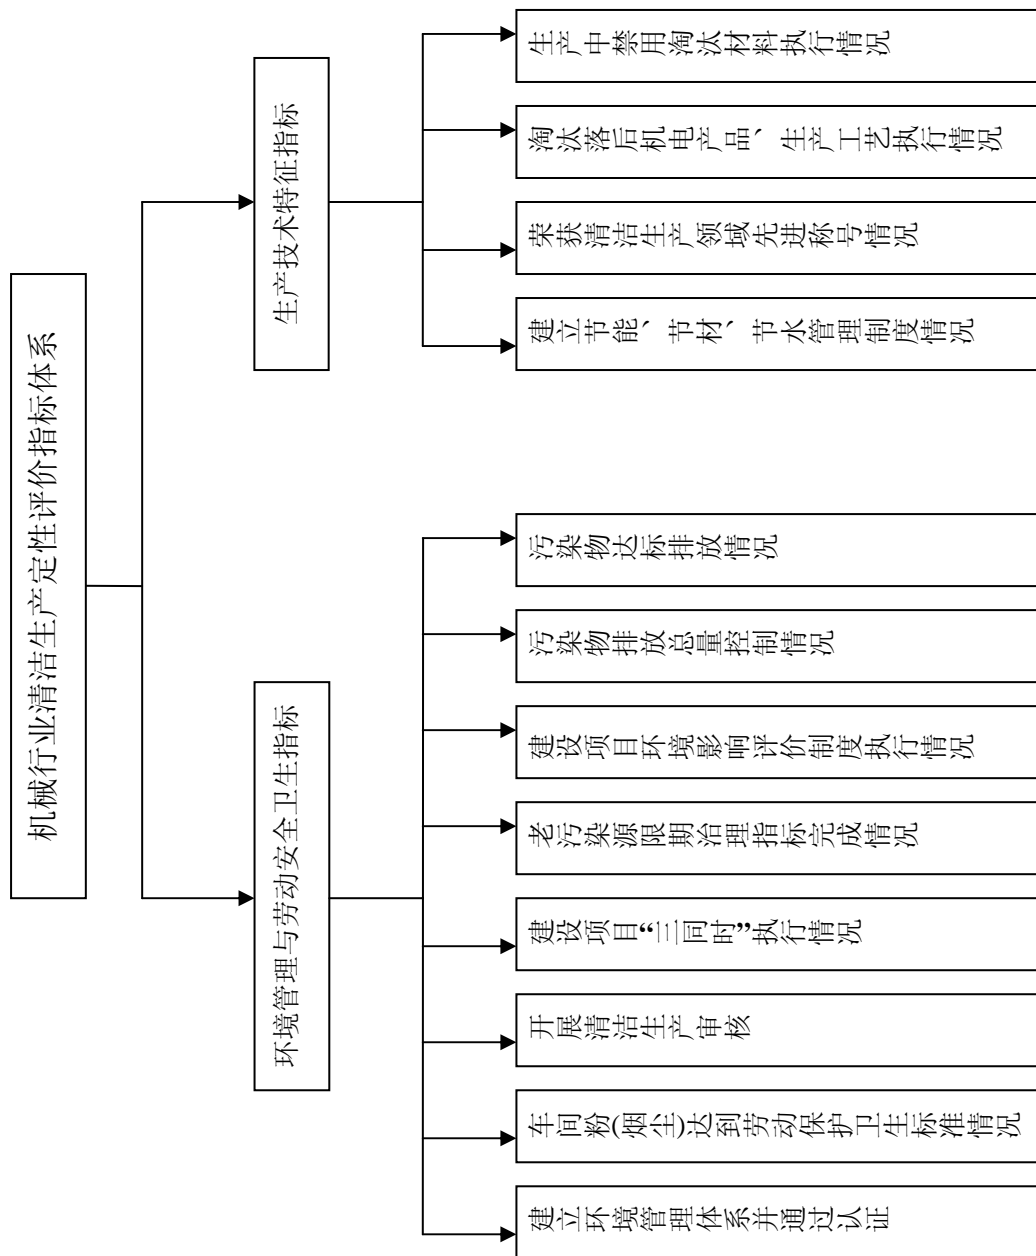 机械行业清洁生产定性评价指标体系
环境管理与劳动安全卫生指标
生产技术特征指标
建立环境管理体系并通过认证
车间粉(烟尘)达到劳动保护卫生标准情况
开展清洁生产审核
建设项目“三同时”执行情况
老污染源限期治理指标完成情况
建设项目环境影响评价制度执行情况
污染物排放总量控制情况
污染物达标排放情况
建立节能、节材、节水管理制度情况
荣获清洁生产领域先进称号情况
淘汰落后机电产品、生产工艺执行情况
生产中禁用淘汰材料执行情况